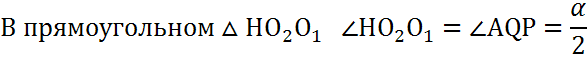 В прямоугольном △ HO₂O₁ ∠HO₂O₁ = ∠AQP = α/2